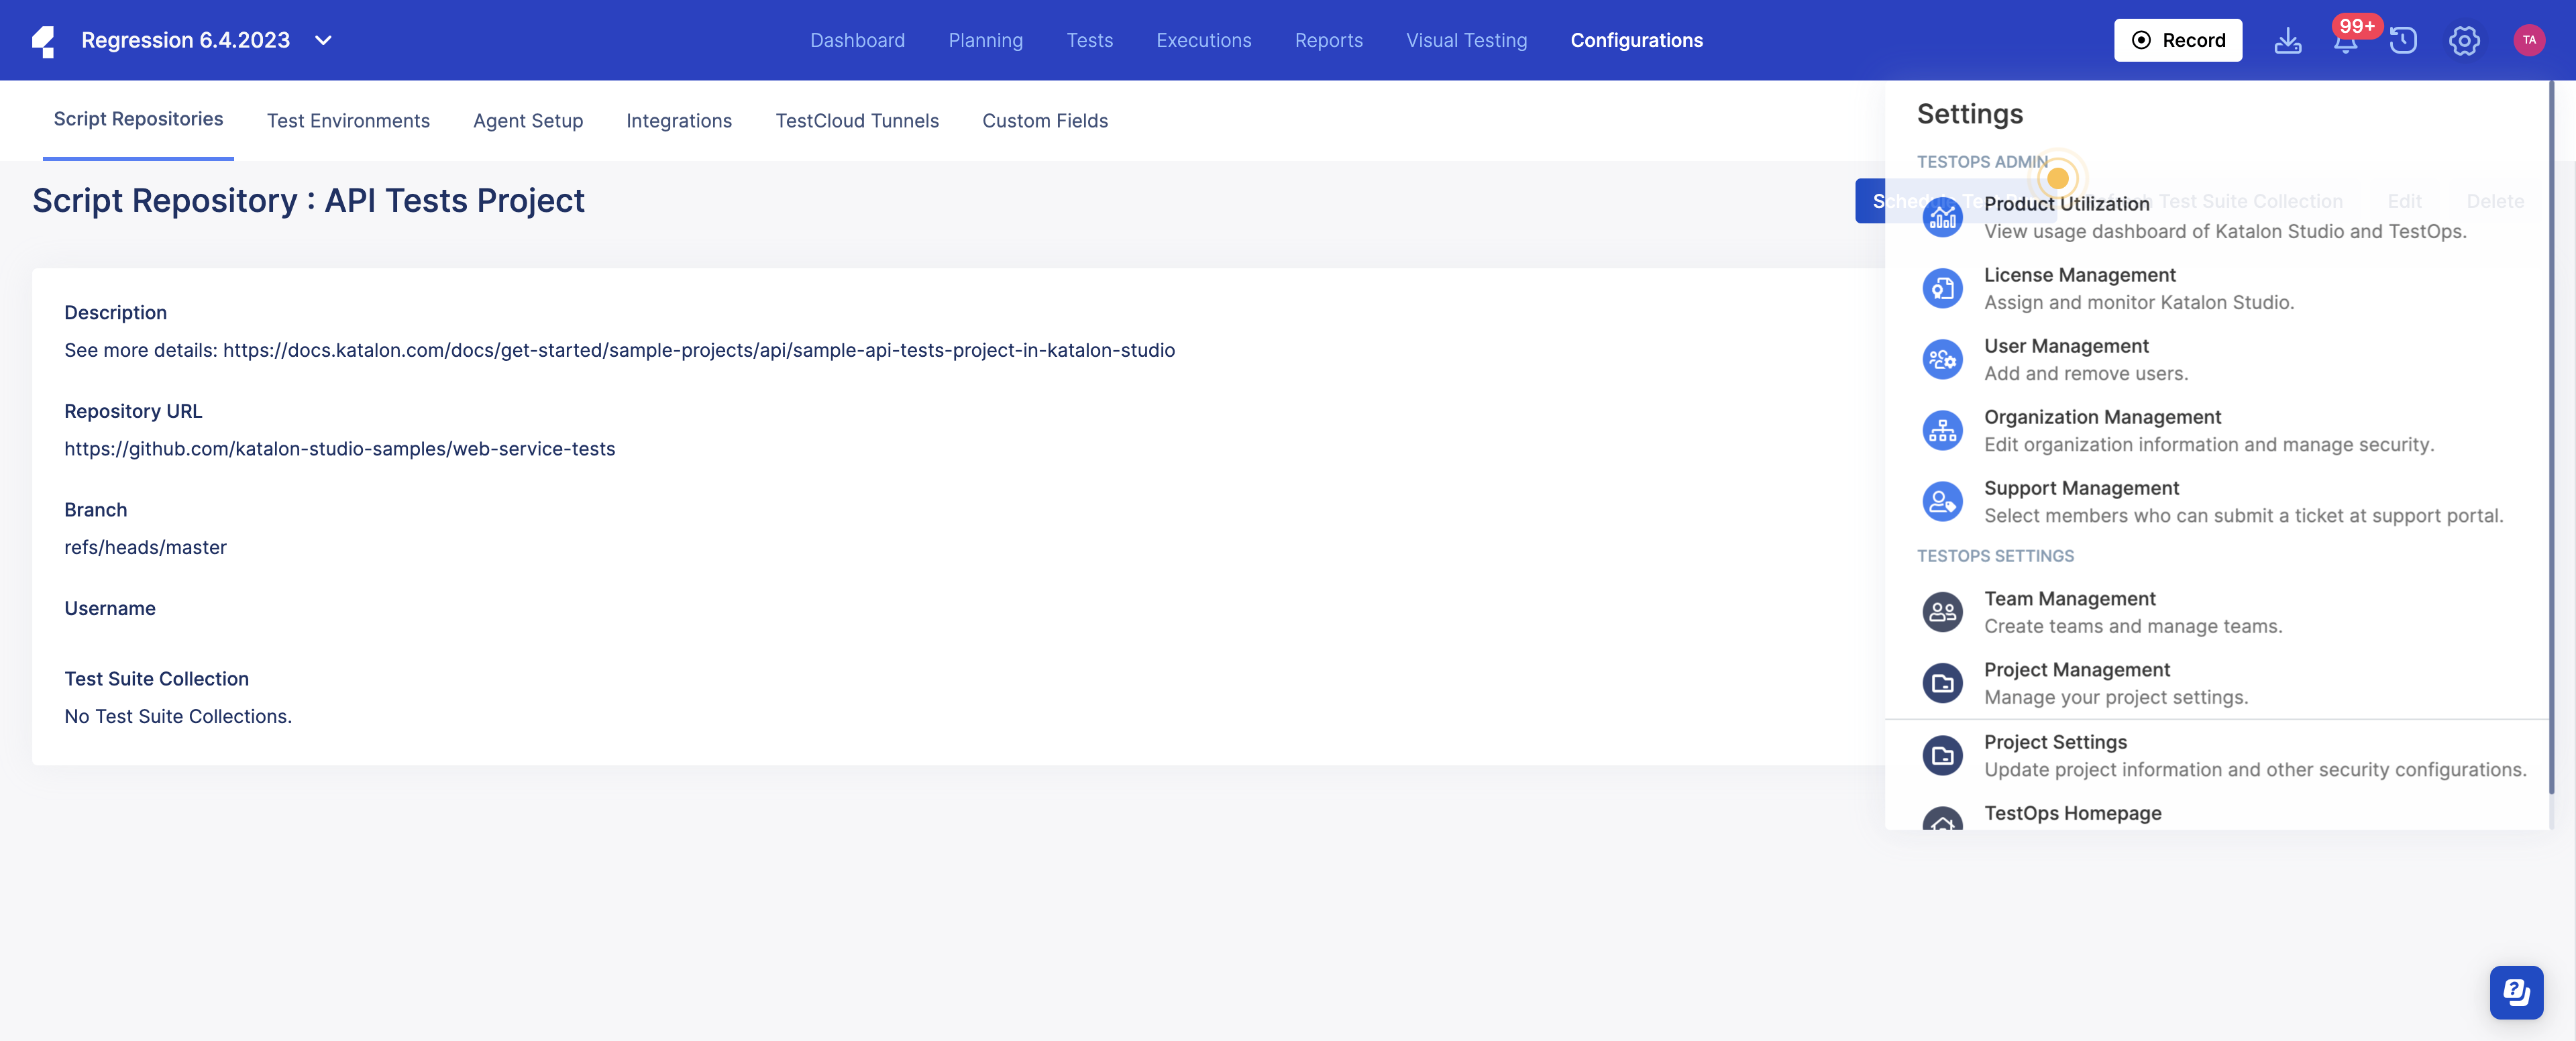 Regression 6.4.2023
Dashboard
Planning
Tests
Executions
Reports
Visual Testing
Configurations
Record
99+
TA
Script Repositories
Test Environments
Agent Setup
Integrations
TestCloud Tunnels
Custom Fields
Script Repository : API Tests Project
Test Suite Collection
Edit
Delete
Description
See more details: https://docs.katalon.com/docs/get-started/sample-projects/api/sample-api-tests-project-in-katalon-studio
Repository URL
https://github.com/katalon-studio-samples/web-service-tests
Branch
refs/heads/master
Username
Test Suite Collection
No Test Suite Collections.
Settings
TESTOPS ADMIN
Product Utilization
View usage dashboard of Katalon Studio and TestOps.
License Management
Assign and monitor Katalon Studio.
User Management
Add and remove users.
Organization Management
Edit organization information and manage security.
Support Management
Select members who can submit a ticket at support portal.
TESTOPS SETTINGS
Team Management
Create teams and manage teams.
Project Management
Manage your project settings.
Project Settings
Update project information and other security configurations.
TestOps Homepage